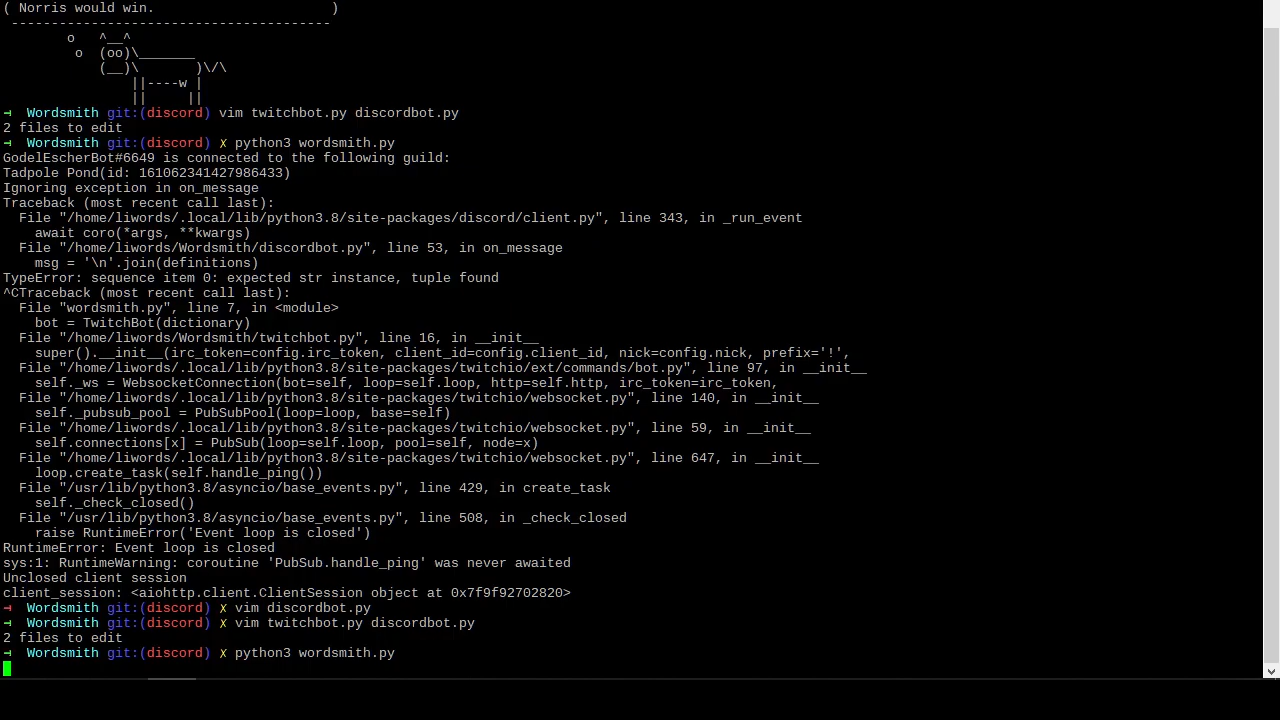 ( Norris would win.                      )
 ----------------------------------------
        o   ^__^
         o  (oo)\_______
            (__)\       )\/\
                ||----w |
                ||     ||
⊣  Wordsmith git:(discord) vim twitchbot.py discordbot.py
2 files to edit
⊣  Wordsmith git:(discord) ✗ python3 wordsmith.py
GodelEscherBot#6649 is connected to the following guild:
Tadpole Pond(id: 161062341427986433)
Ignoring exception in on_message
Traceback (most recent call last):
  File "/home/liwords/.local/lib/python3.8/site-packages/discord/client.py", line 343, in _run_event
    await coro(*args, **kwargs)
  File "/home/liwords/Wordsmith/discordbot.py", line 53, in on_message
    msg = '\n'.join(definitions)
TypeError: sequence item 0: expected str instance, tuple found
^CTraceback (most recent call last):
  File "wordsmith.py", line 7, in <module>
    bot = TwitchBot(dictionary)
  File "/home/liwords/Wordsmith/twitchbot.py", line 16, in __init__
    super().__init__(irc_token=config.irc_token, client_id=config.client_id, nick=config.nick, prefix='!',
  File "/home/liwords/.local/lib/python3.8/site-packages/twitchio/ext/commands/bot.py", line 97, in __init__
    self._ws = WebsocketConnection(bot=self, loop=self.loop, http=self.http, irc_token=irc_token,
  File "/home/liwords/.local/lib/python3.8/site-packages/twitchio/websocket.py", line 140, in __init__
    self._pubsub_pool = PubSubPool(loop=loop, base=self)
  File "/home/liwords/.local/lib/python3.8/site-packages/twitchio/websocket.py", line 59, in __init__
    self.connections[x] = PubSub(loop=self.loop, pool=self, node=x)
  File "/home/liwords/.local/lib/python3.8/site-packages/twitchio/websocket.py", line 647, in __init__
    loop.create_task(self.handle_ping())
  File "/usr/lib/python3.8/asyncio/base_events.py", line 429, in create_task
    self._check_closed()
  File "/usr/lib/python3.8/asyncio/base_events.py", line 508, in _check_closed
    raise RuntimeError('Event loop is closed')
RuntimeError: Event loop is closed
sys:1: RuntimeWarning: coroutine 'PubSub.handle_ping' was never awaited
Unclosed client session
client_session: <aiohttp.client.ClientSession object at 0x7f9f92702820>
⊣  Wordsmith git:(discord) ✗ vim discordbot.py
⊣  Wordsmith git:(discord) ✗ vim twitchbot.py discordbot.py
2 files to edit
⊣  Wordsmith git:(discord) ✗ python3 wordsmith.py